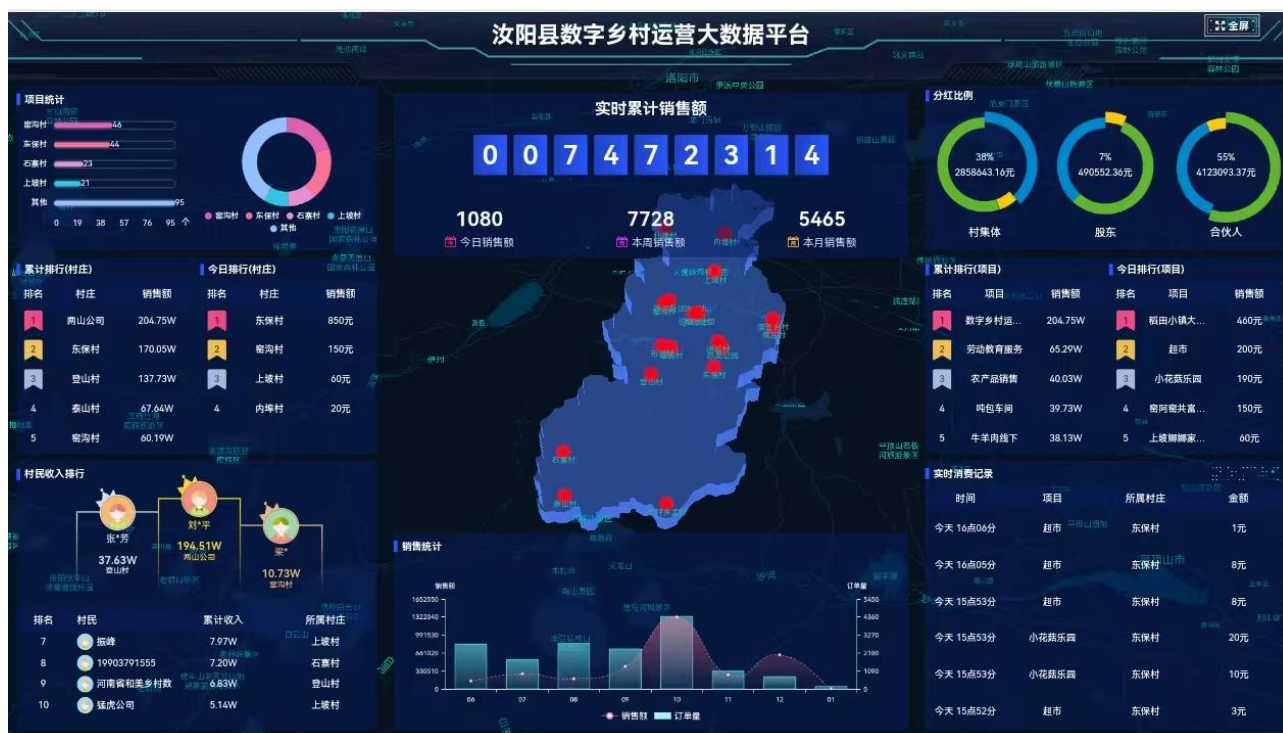 汝阳县数字乡村运营大数据平台
全屏
项目统计
窑沟村 46
东保村 44
石寨村 23
上坡村 21
其他 95
0 19 38 57 76 95 个
窑沟村 东保村 石寨村 上坡村
其他
累计排行(村庄)
排名 村庄 销售额
1 两山公司 204.75W
2 东保村 170.05W
3 登山村 137.73W
4 泰山村 67.64W
5 窑沟村 60.19W
今日排行(村庄)
排名 村庄 销售额
1 东保村 850元
2 窑沟村 150元
3 上坡村 60元
4 内埠村 20元
村民收入排行
张*芳
37.63W
登山村
刘*平
194.51W
两山公司
梁*
10.73W
窑沟村
排名 村民 累计收入 所属村庄
7 振峰 7.97W 上坡村
8 19903791555 7.20W 石寨村
9 河南省和美乡村数 6.83W 登山村
10 猛虎公司 5.14W 上坡村
洛阳市
实时累计销售额
007472314
1080
今日销售额
7728
本周销售额
5465
本月销售额
内埠村
上坡村
登山村
东保村
石寨村
泰山村
销售统计
销售额 订单量
1652550 5450
1322040 4360
991530 3270
661020 2180
330510 1090
0 0
06 07 08 09 10 11 12 01
销售额 订单量
分红比例
38%
2858643.16元
村集体
7%
490552.36元
股东
55%
4123093.37元
合伙人
累计排行(项目)
排名 项目 销售额
1 数字乡村运... 204.75W
2 劳动教育服务 65.29W
3 农产品销售 40.03W
4 吨包车间 39.73W
5 牛羊肉线下 38.13W
今日排行(项目)
排名 项目 销售额
1 稻田小镇大... 460元
2 超市 200元
3 小花菇乐园 190元
4 窑阿窑共富... 150元
5 上坡娜娜家... 60元
实时消费记录
时间 项目 所属村庄 金额
今天 16点06分 超市 东保村 1元
今天 16点05分 超市 东保村 8元
今天 15点53分 超市 东保村 8元
今天 15点53分 小花菇乐园 东保村 20元
今天 15点53分 小花菇乐园 东保村 10元
今天 15点52分 超市 东保村 3元
平顶山市